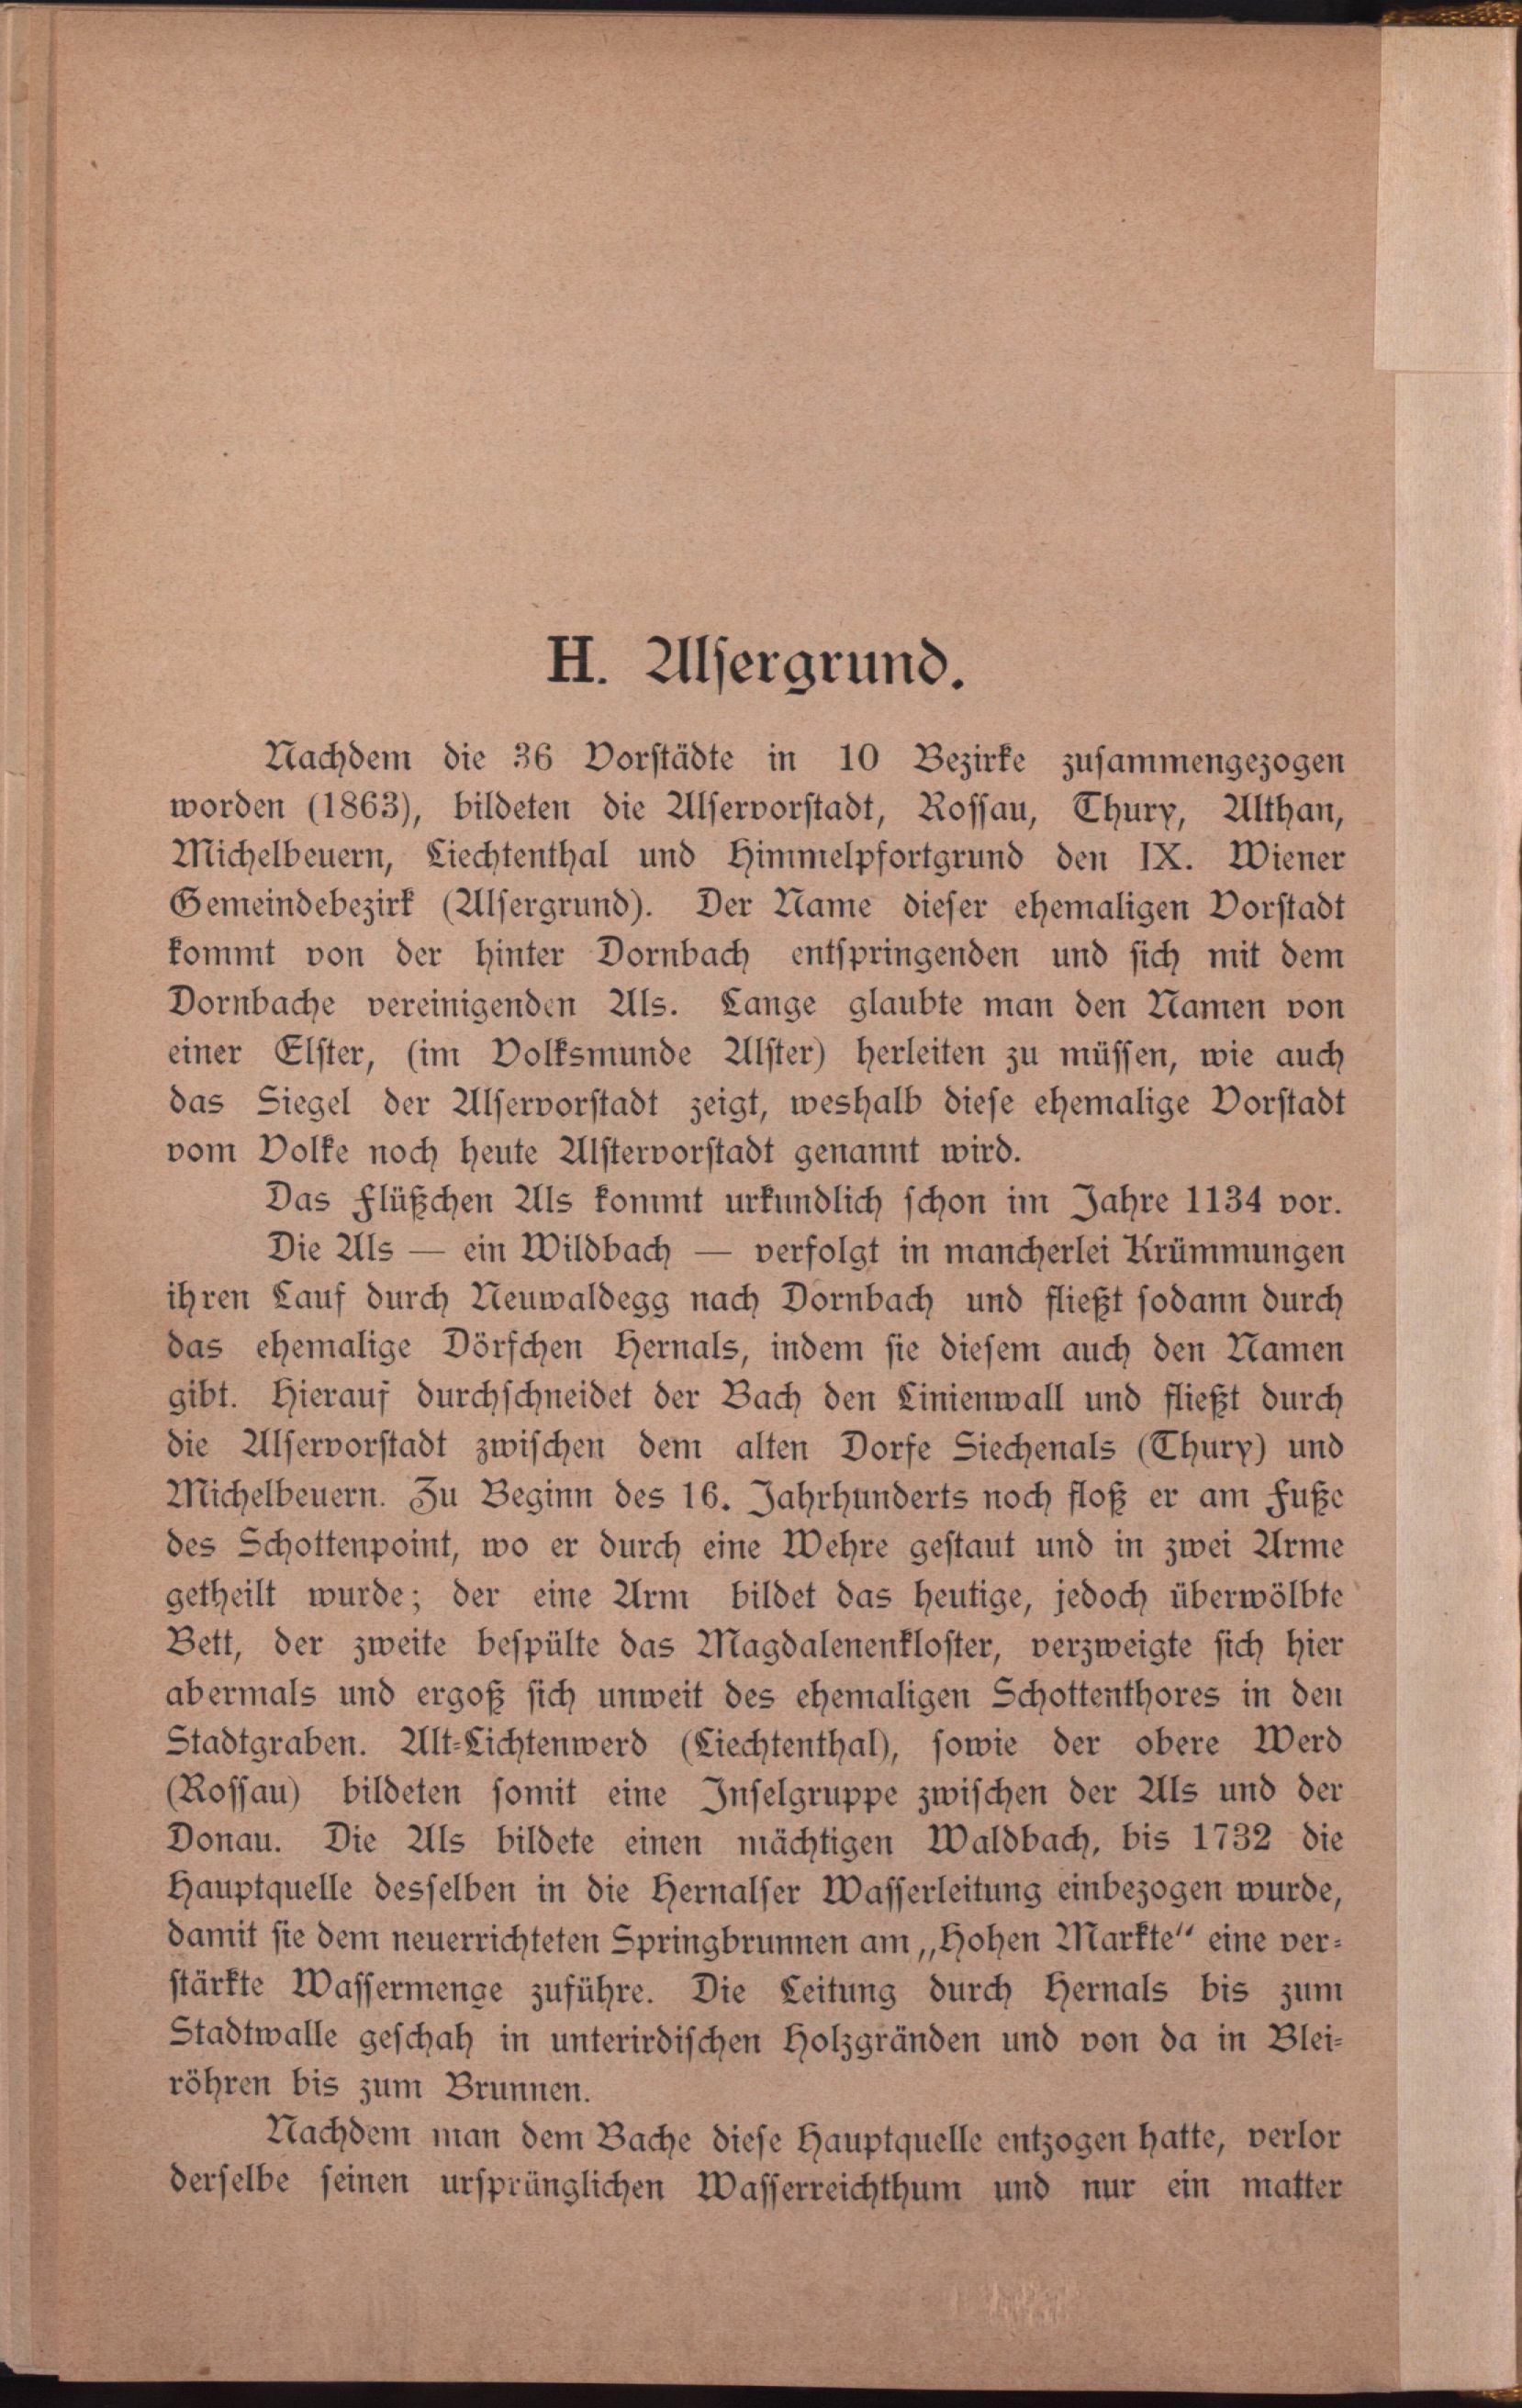 H. Alsergrund.
Nachdem die 36 Vorstädte in 10 Bezirke zusammengezogen
worden (1863), bildeten die Alservorstadt, Rossau, Thury, Althan,
Michelbeuern, Liechtenthal und Himmelpfortgrund den IX. Wiener
Gemeindebezirk (Alsergrund). Der Name dieser ehemaligen Vorstadt
kommt von der hinter Dornbach entspringenden und sich mit dem
Dornbache vereinigenden Als. Lange glaubte man den Namen von
einer Elster, (im Volksmunde Alster) herleiten zu müssen, wie auch
das Siegel der Alservorstadt zeigt, weshalb diese ehemalige Vorstadt
vom Volke noch heute Alstervorstadt genannt wird.
Das Flüßchen Als kommt urkundlich schon im Jahre 1134 vor.
Die Als — ein Wildbach — verfolgt in mancherlei Krümmungen
ihren Lauf durch Neuwaldegg nach Dornbach und fließt sodann durch
das ehemalige Dörfchen Hernals, indem sie diesem auch den Namen
gibt. Hierauf durchschneidet der Bach den Linienwall und fließt durch
die Alservorstadt zwischen dem alten Dorfe Siechenals (Thury) und
Michelbeuern. Zu Beginn des 16. Jahrhunderts noch floß er am Fuße
des Schottenpoint, wo er durch eine Wehre gestaut und in zwei Arme
getheilt wurde; der eine Arm bildet das heutige, jedoch überwölbte
Bett, der zweite bespülte das Magdalenenkloster, verzweigte sich hier
abermals und ergoß sich unweit des ehemaligen Schottenthores in den
Stadtgraben. Alt-Lichtenwerd (Liechtenthal), sowie der obere Werd
(Rossau) bildeten somit eine Inselgruppe zwischen der Als und der
Donau. Die Als bildete einen mächtigen Waldbach, bis 1732 die
Hauptquelle desselben in die Hernalser Wasserleitung einbezogen wurde,
damit sie dem neuerrichteten Springbrunnen am „Hohen Markte“ eine ver-
stärkte Wassermenge zuführe. Die Leitung durch Hernals bis zum
Stadtwalle geschah in unterirdischen Holzgränden und von da in Blei-
röhren bis zum Brunnen.
Nachdem man dem Bache diese Hauptquelle entzogen hatte, verlor
derselbe seinen ursprünglichen Wasserreichthum und nur ein matter